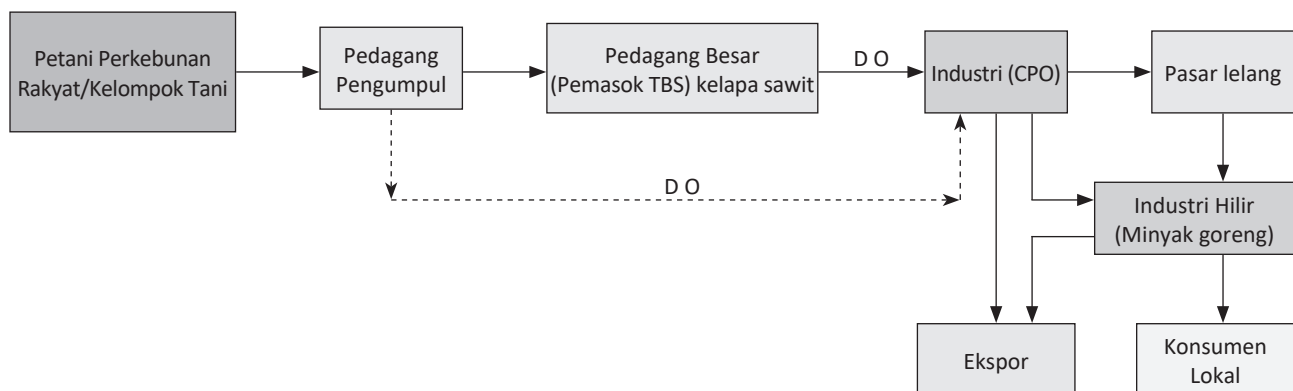 Petani Perkebunan
Rakyat/Kelompok Tani
Pedagang
Pengumpul
Pedagang Besar
(Pemasok TBS) kelapa sawit
D O
Industri (CPO)
Pasar lelang
D O
Industri Hilir
(Minyak goreng)
Ekspor
Konsumen
Lokal